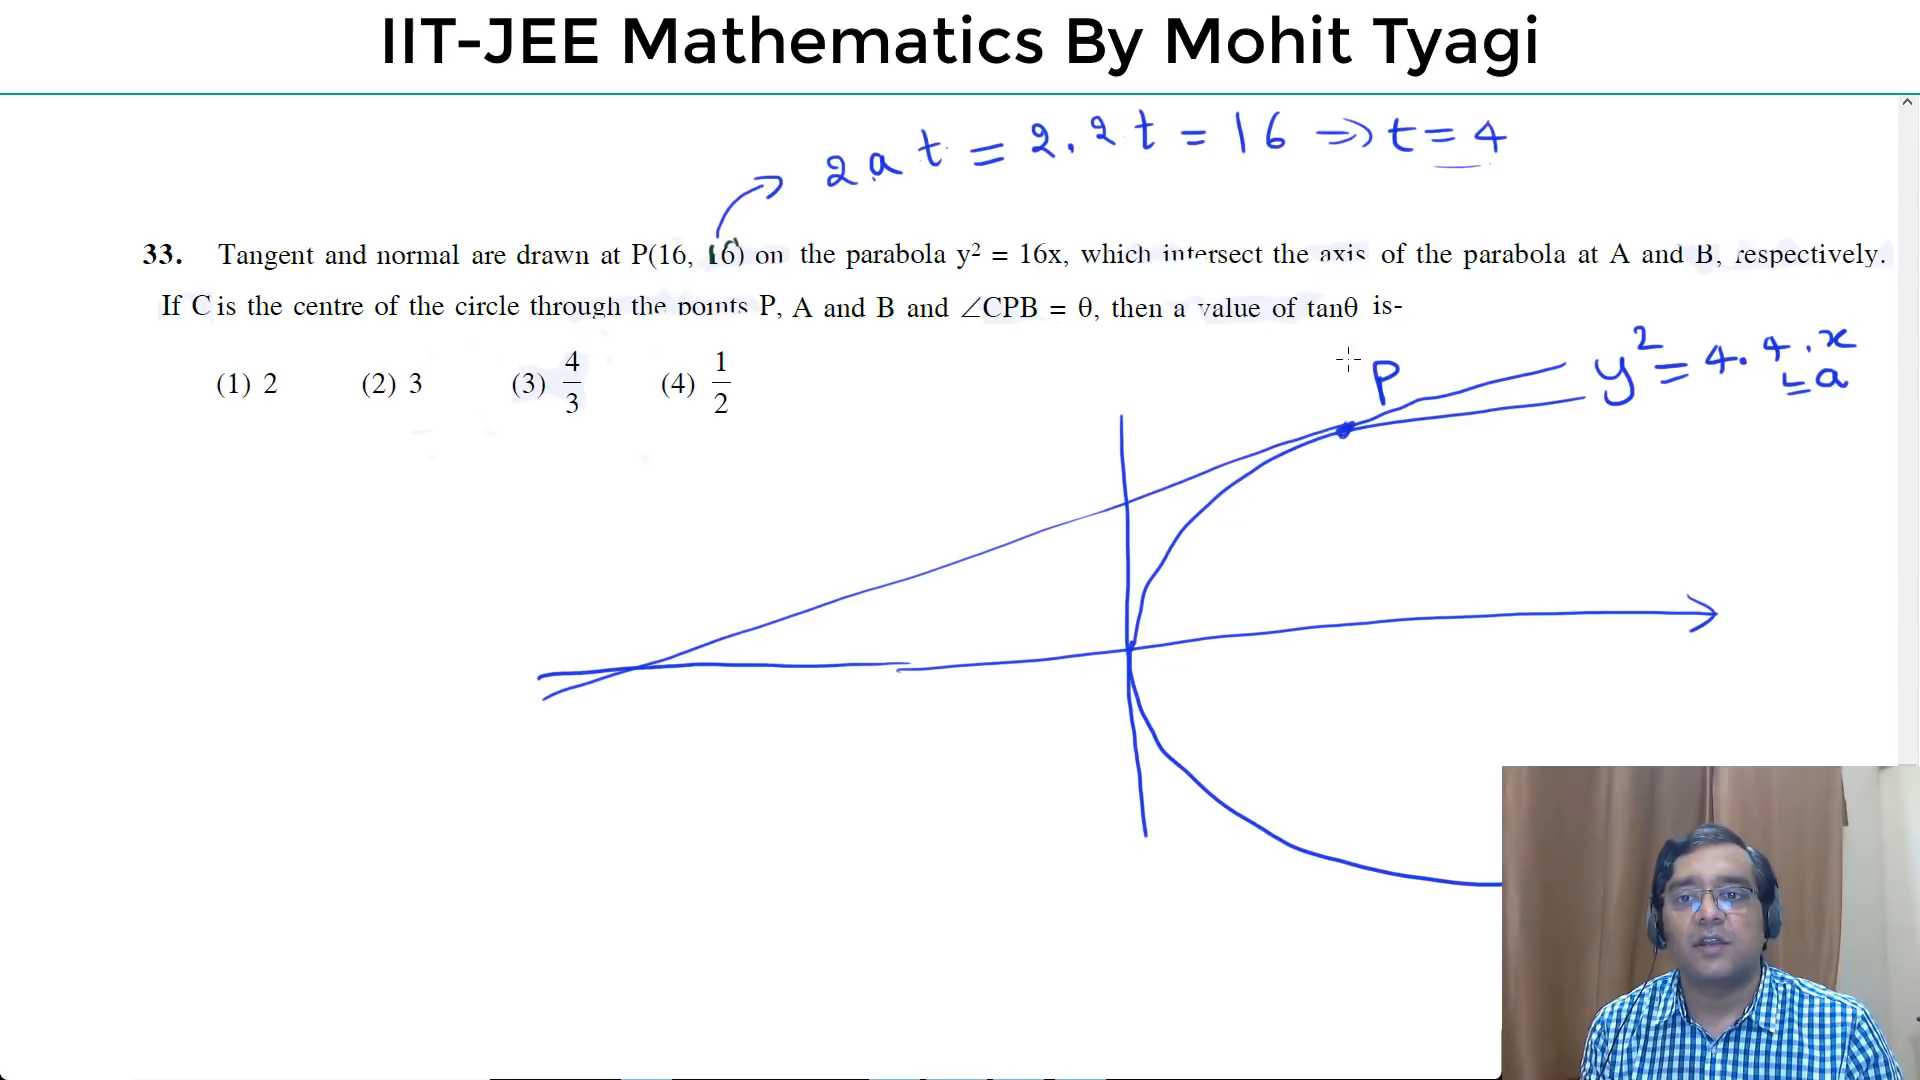 IIT-JEE Mathematics By Mohit Tyagi
2at = 2.2t = 16 ⇒ t = 4
33. Tangent and normal are drawn at P(16, 16) on the parabola y² = 16x, which intersect the axis of the parabola at A and B, respectively.
If C is the centre of the circle through the points P, A and B and ∠CPB = θ, then a value of tanθ is-
(1) 2 (2) 3 (3) 4/3 (4) 1/2
P
y² = 4.4.x
a